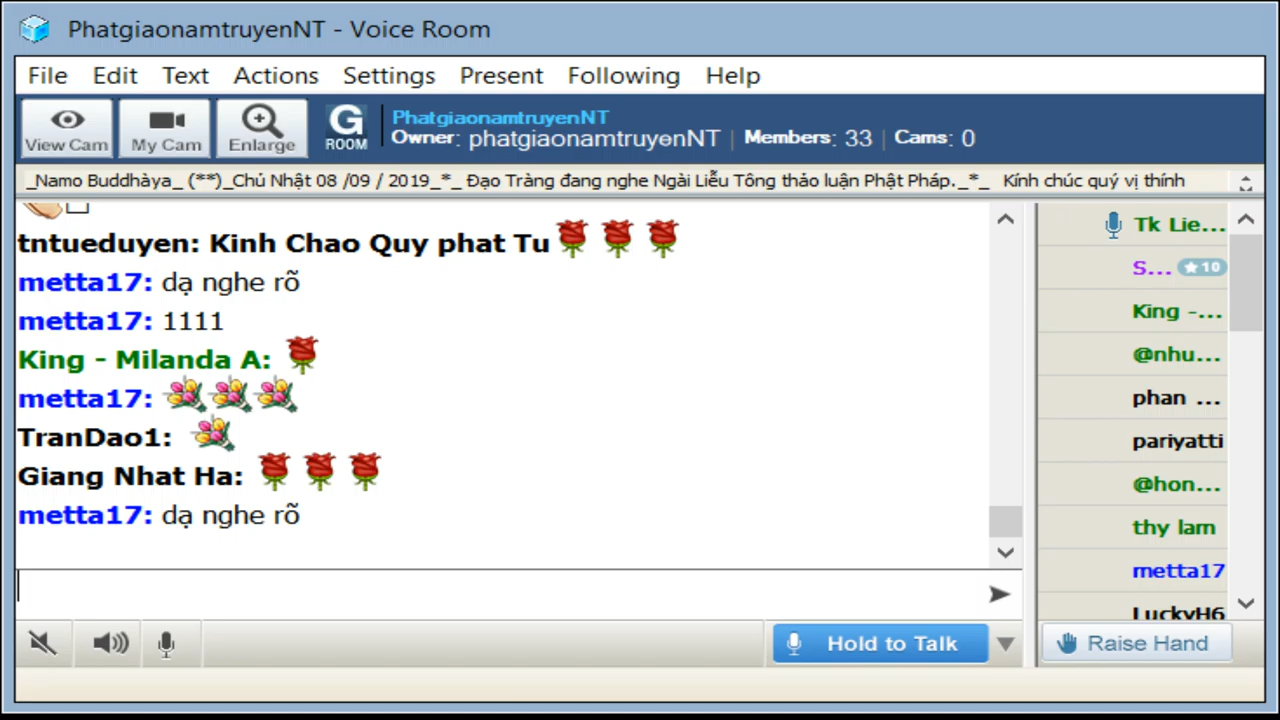 PhatgiaonamtruyenNT - Voice Room
File Edit Text Actions Settings Present Following Help
View Cam My Cam Enlarge G ROOM
PhatgiaonamtruyenNT
Owner: phatgiaonamtruyenNT | Members: 33 | Cams: 0
_Namo Buddhàya_ (**)_Chủ Nhật 08 /09 / 2019_*_ Đạo Tràng đang nghe Ngài Liễu Tông thảo luận Phật Pháp._*_ Kính chúc quý vị thính
tntueduyen: Kinh Chao Quy phat Tu
metta17: dạ nghe rõ
metta17: 1111
King - Milanda A:
metta17:
TranDao1:
Giang Nhat Ha:
metta17: dạ nghe rõ
Tk Lie...
S... 10
King -...
@nhu...
phan ...
pariyatti
@hon...
thy lam
metta17
LuckyH6
Hold to Talk
Raise Hand